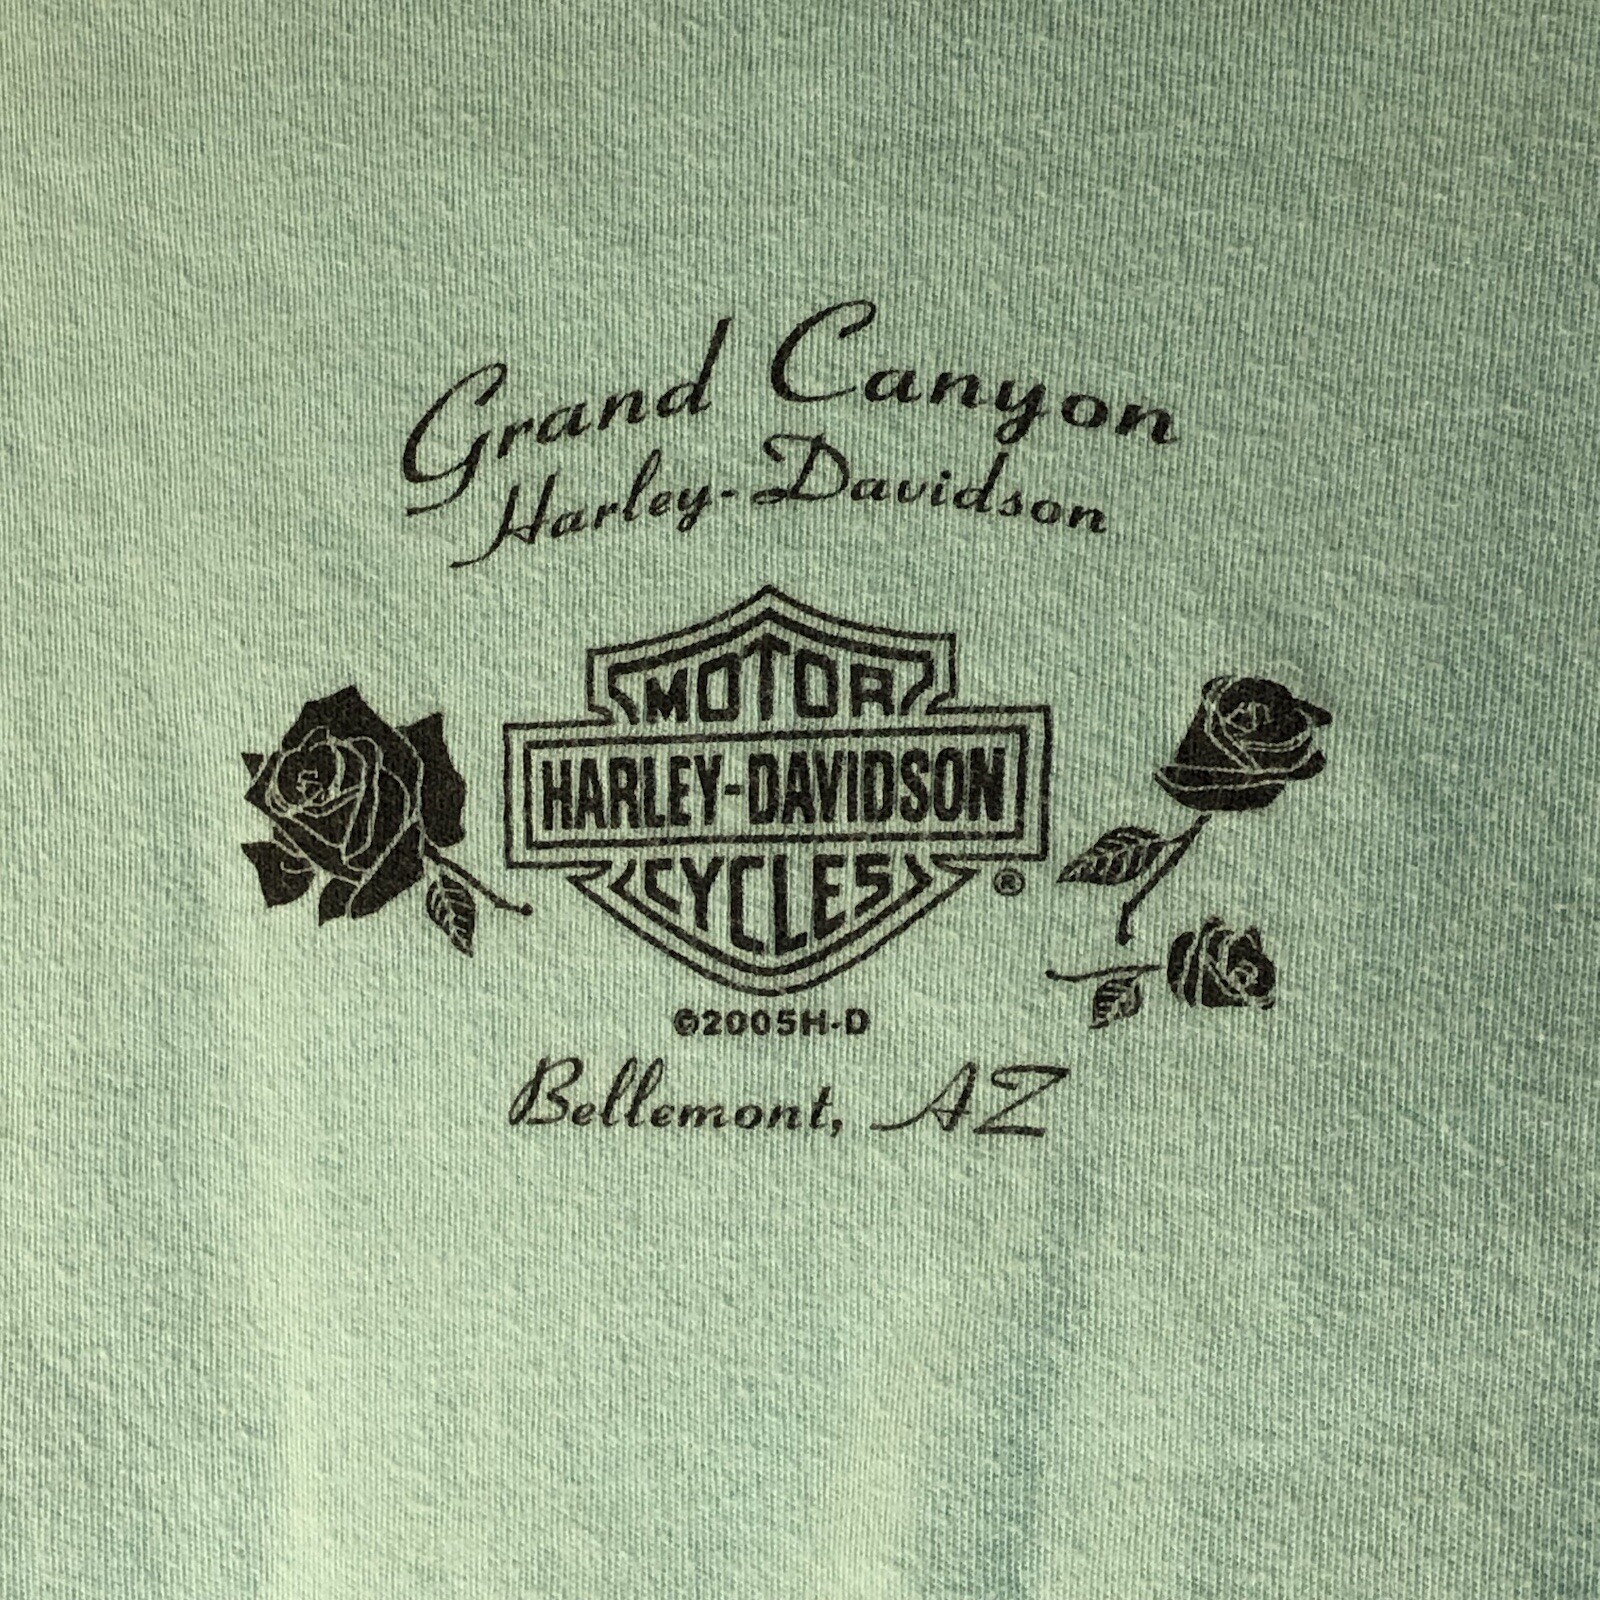 Grand Canyon
Harley-Davidson
MOTOR
HARLEY-DAVIDSON
CYCLES
®
©2005H-D
Bellemont, AZ